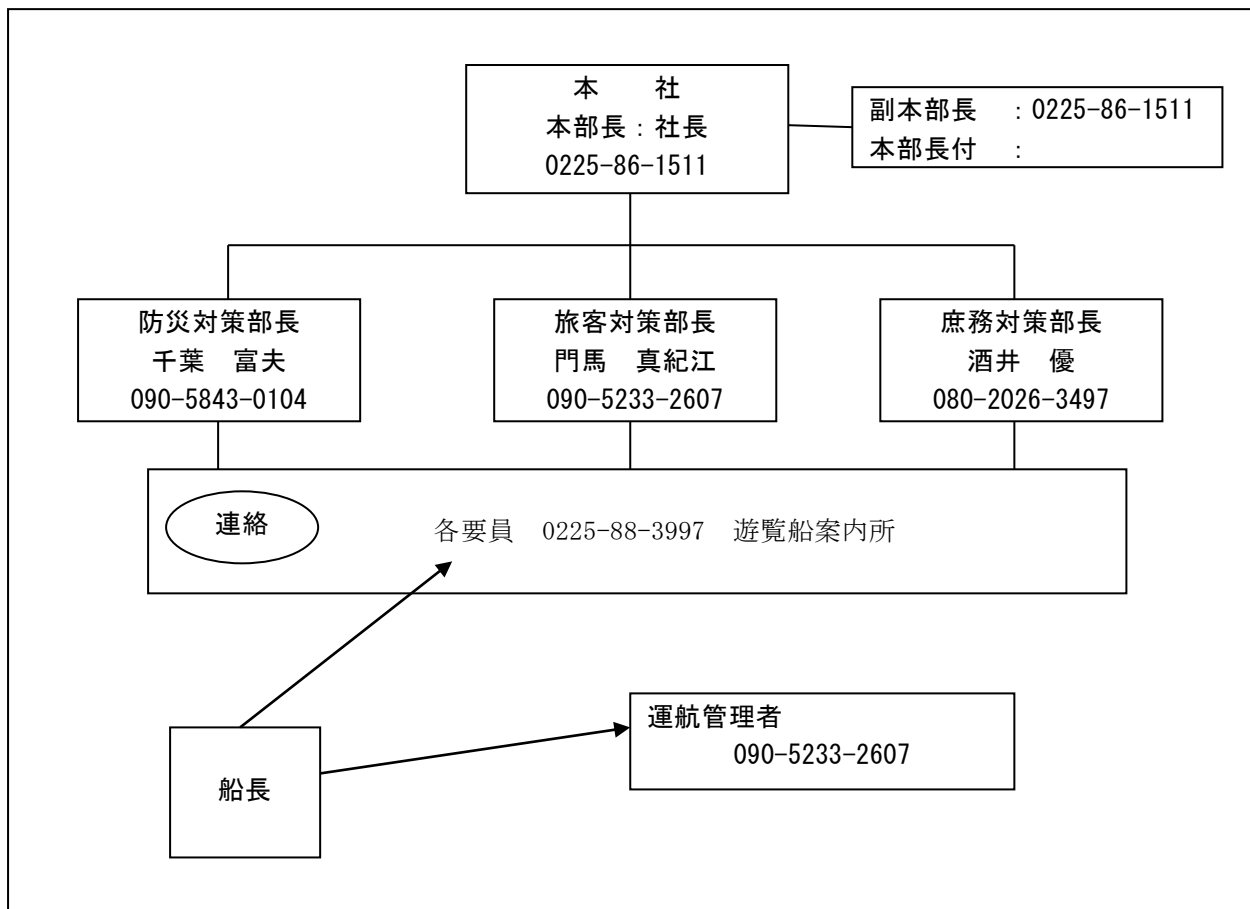 本　　社
本部長：社長
0225-86-1511
副本部長　：0225-86-1511
本部長付　：
防災対策部長
千葉　富夫
090-5843-0104
旅客対策部長
門馬　真紀江
090-5233-2607
庶務対策部長
酒井　優
080-2026-3497
連絡
各要員　0225-88-3997　遊覧船案内所
運航管理者
090-5233-2607
船長